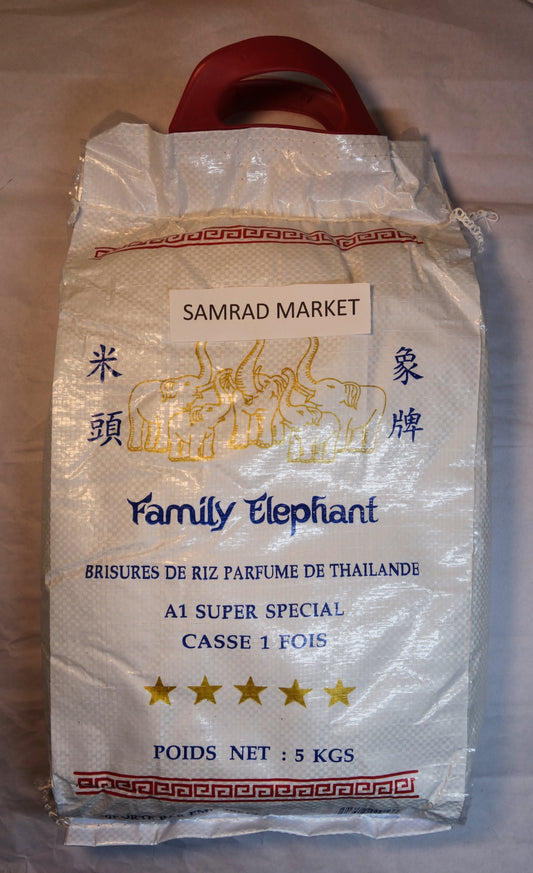 SAMRAD MARKET
象牌
米頭
Family Elephant
BRISURES DE RIZ PARFUME DE THAILANDE
A1 SUPER SPECIAL
CASSE 1 FOIS
POIDS NET : 5 KGS